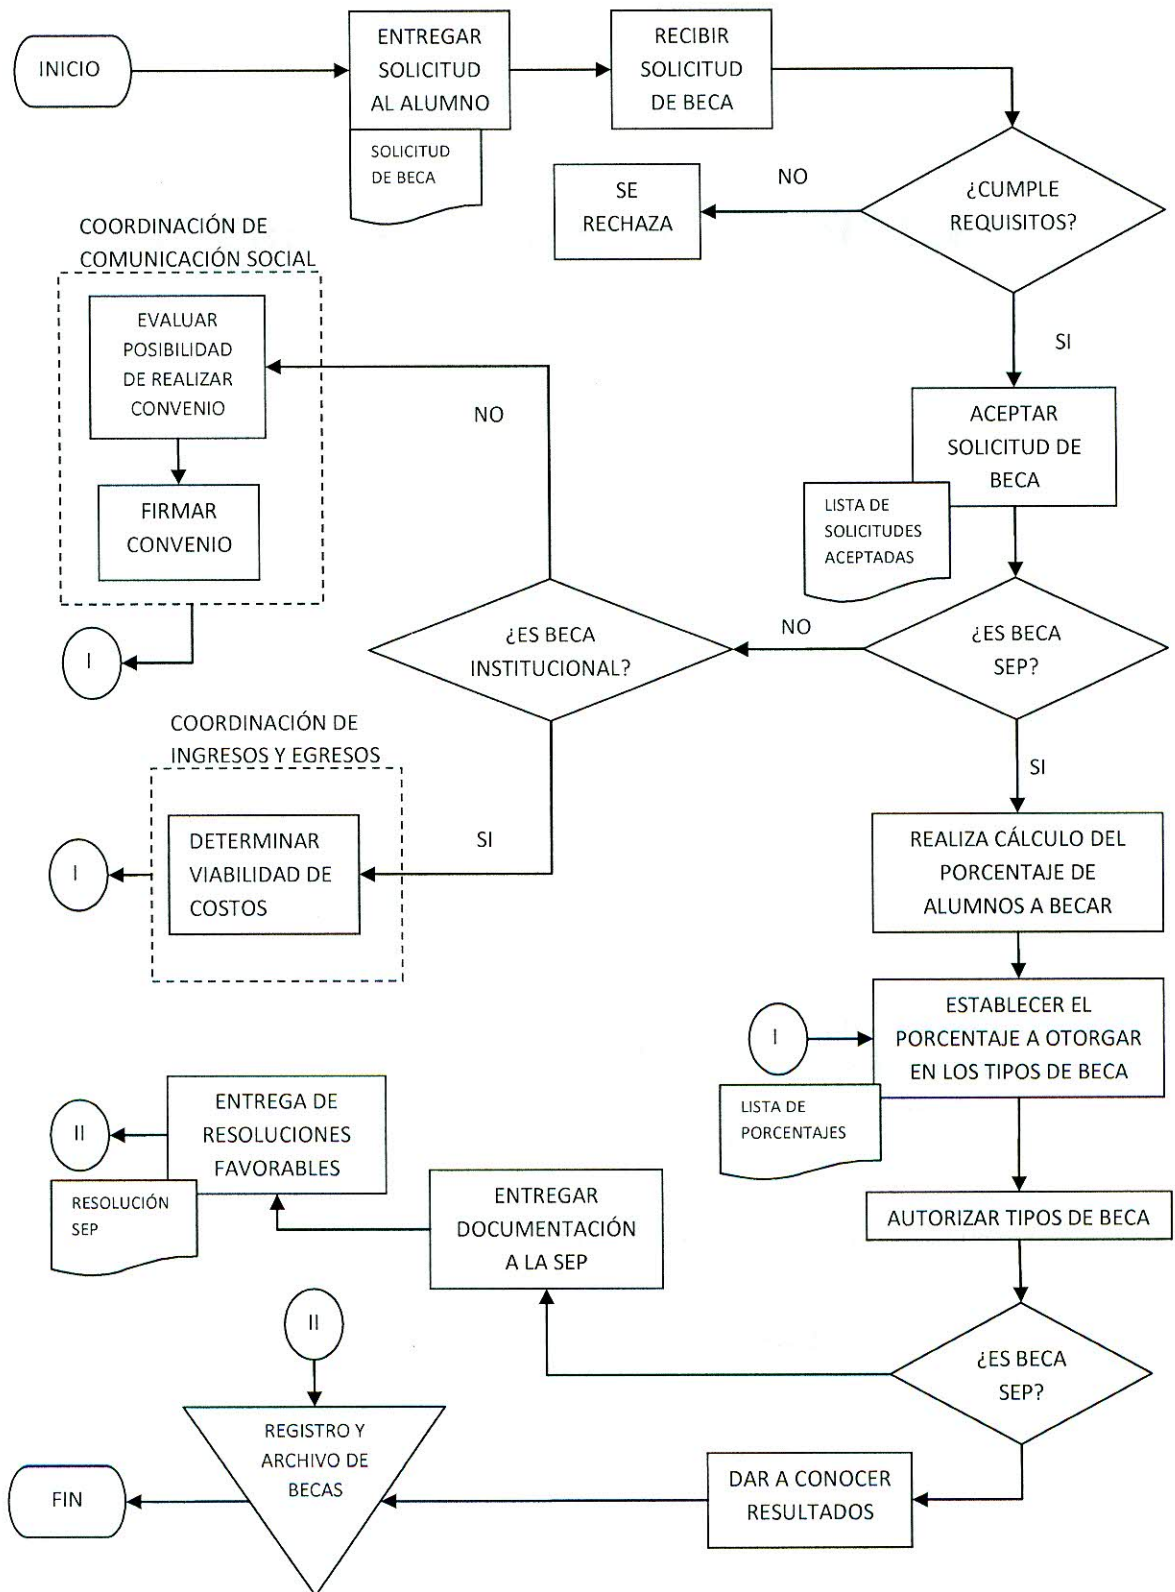 INICIO
ENTREGAR
SOLICITUD
AL ALUMNO
SOLICITUD
DE BECA
RECIBIR
SOLICITUD
DE BECA
¿CUMPLE
REQUISITOS?
NO
SE
RECHAZA
SI
ACEPTAR
SOLICITUD DE
BECA
LISTA DE
SOLICITUDES
ACEPTADAS
¿ES BECA
SEP?
NO
¿ES BECA
INSTITUCIONAL?
NO
COORDINACIÓN DE
COMUNICACIÓN SOCIAL
EVALUAR
POSIBILIDAD
DE REALIZAR
CONVENIO
FIRMAR
CONVENIO
I
COORDINACIÓN DE
INGRESOS Y EGRESOS
SI
DETERMINAR
VIABILIDAD DE
COSTOS
I
SI
REALIZA CÁLCULO DEL
PORCENTAJE DE
ALUMNOS A BECAR
I
ESTABLECER EL
PORCENTAJE A OTORGAR
EN LOS TIPOS DE BECA
LISTA DE
PORCENTAJES
AUTORIZAR TIPOS DE BECA
¿ES BECA
SEP?
ENTREGAR
DOCUMENTACIÓN
A LA SEP
ENTREGA DE
RESOLUCIONES
FAVORABLES
RESOLUCIÓN
SEP
II
II
DAR A CONOCER
RESULTADOS
REGISTRO Y
ARCHIVO DE
BECAS
FIN